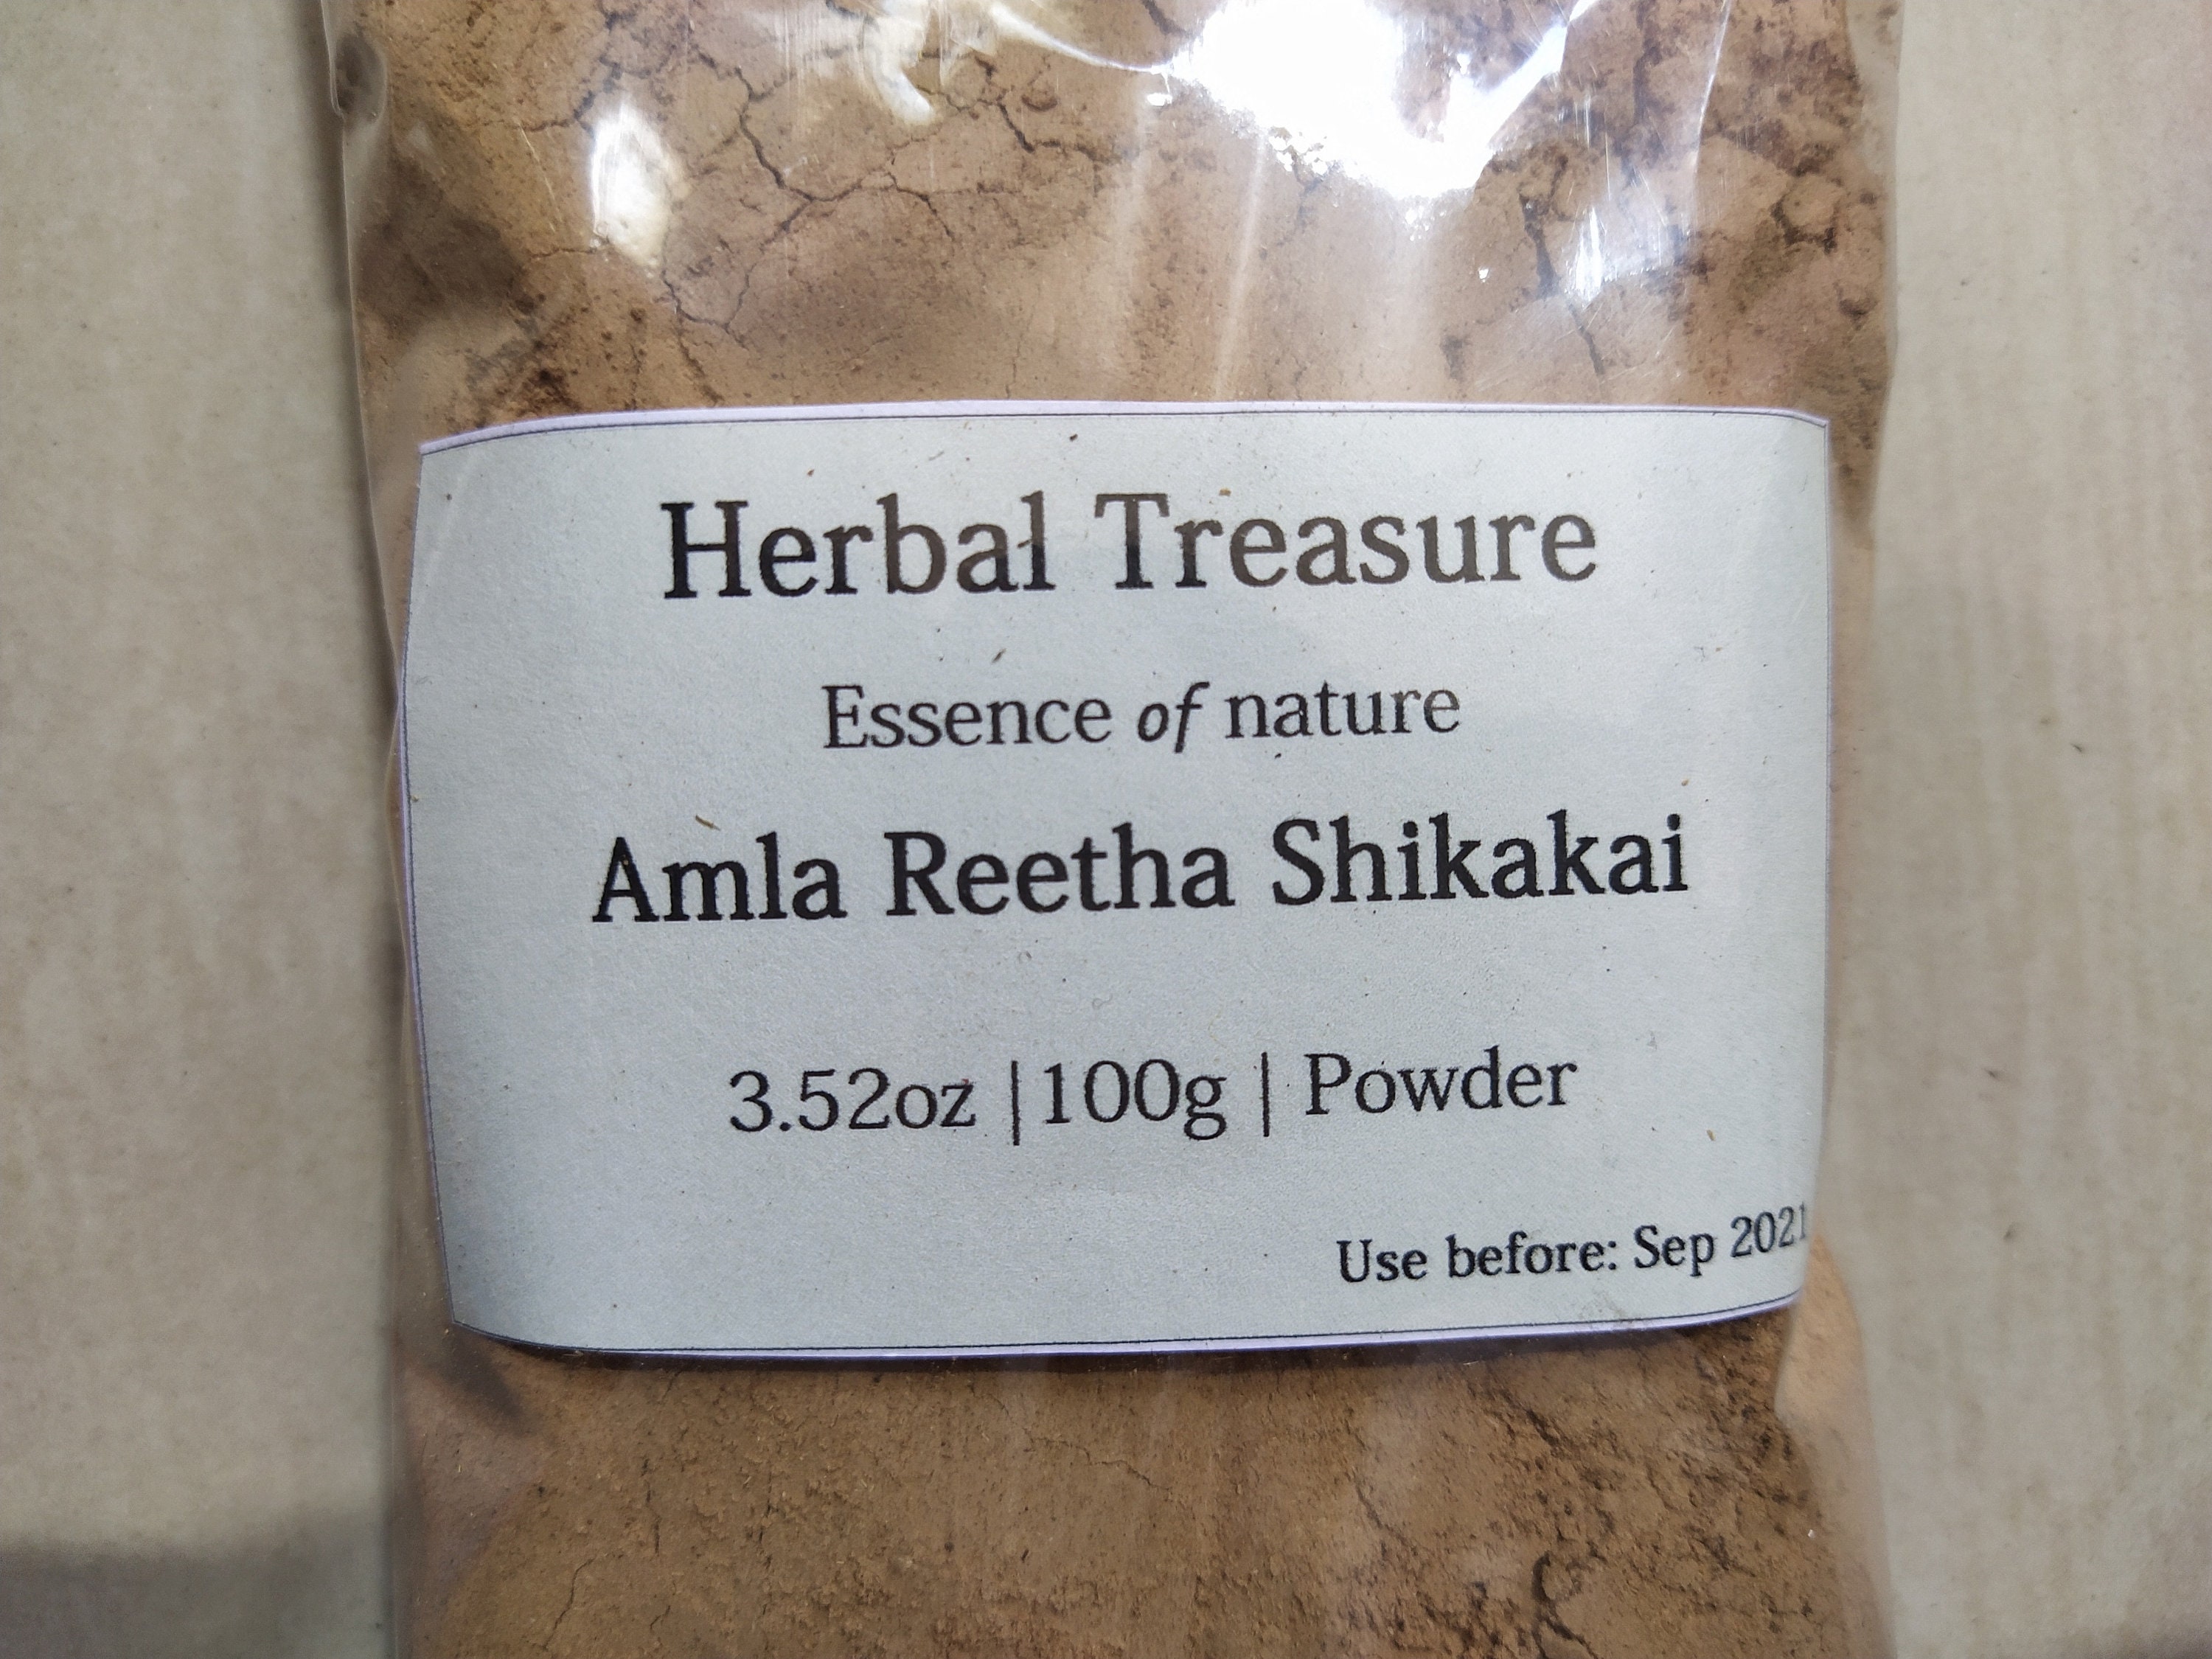 Herbal Treasure
Essence of nature
Amla Reetha Shikakai
3.52oz |100g | Powder
Use before: Sep 2021